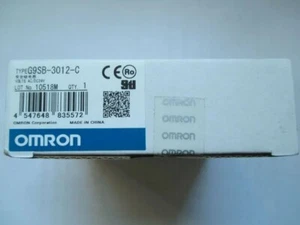 TYPE G9SB-3012-C
LOT No. 10518M QTY. 1
4 547648 835572
OMRON Corporation MADE IN CHINA
OMRON
OMRON
OMRON
OMRON
OMRON